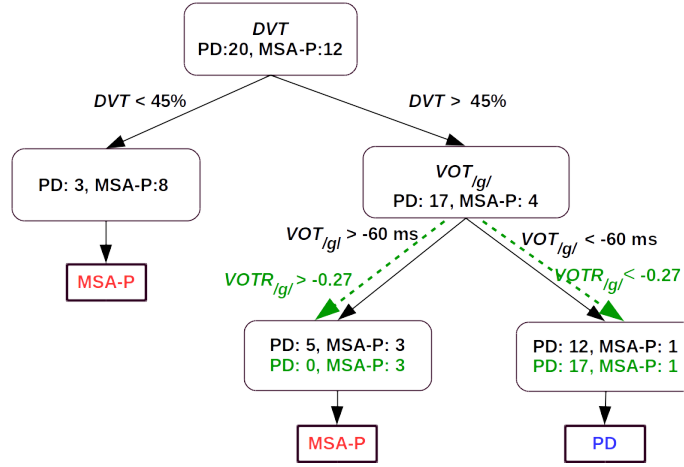 DVT
PD:20, MSA-P:12
DVT < 45%
DVT > 45%
PD: 3, MSA-P:8
VOT/g/
PD: 17, MSA-P: 4
VOT/g/ > -60 ms
VOT/g/ < -60 ms
VOTR/g/ > -0.27
VOTR/g/ < -0.27
MSA-P
PD: 5, MSA-P: 3
PD: 0, MSA-P: 3
PD: 12, MSA-P: 1
PD: 17, MSA-P: 1
MSA-P
PD